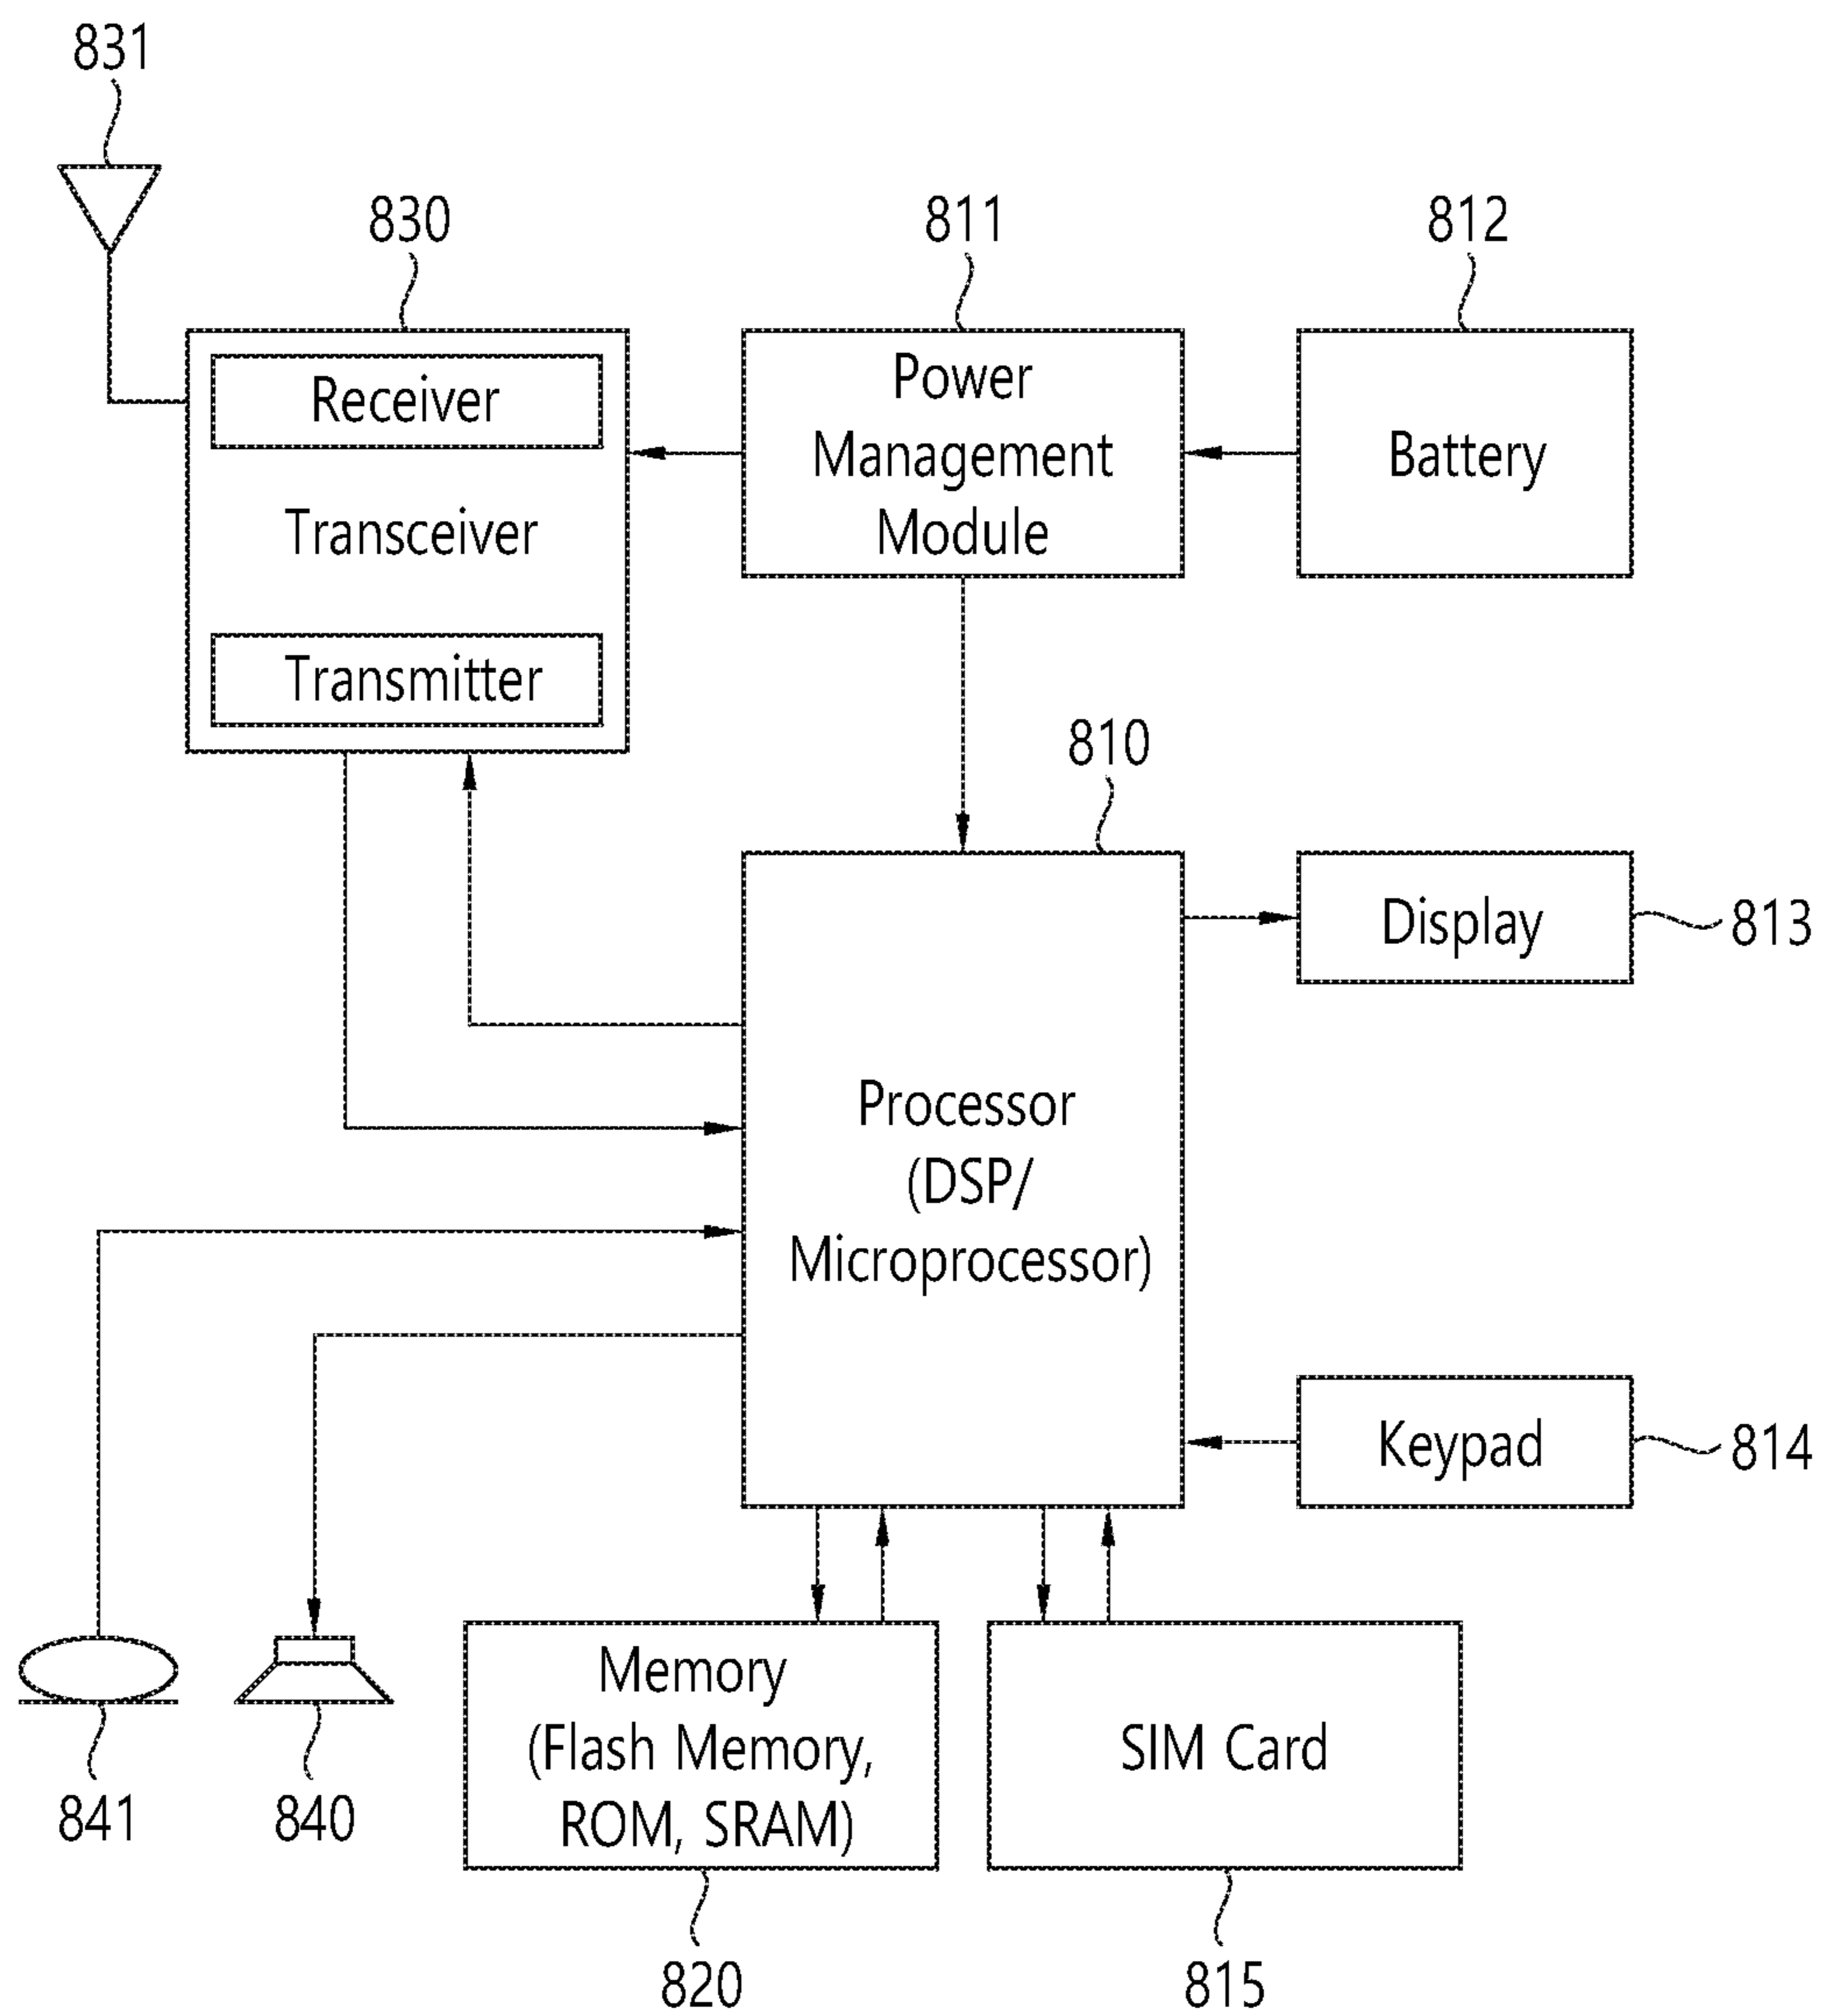 831
830
811
812
Receiver
Transceiver
Transmitter
Power
Management
Module
Battery
810
Display
813
Processor
(DSP/
Microprocessor)
Keypad
814
Memory
(Flash Memory,
ROM, SRAM)
SIM Card
841
840
820
815